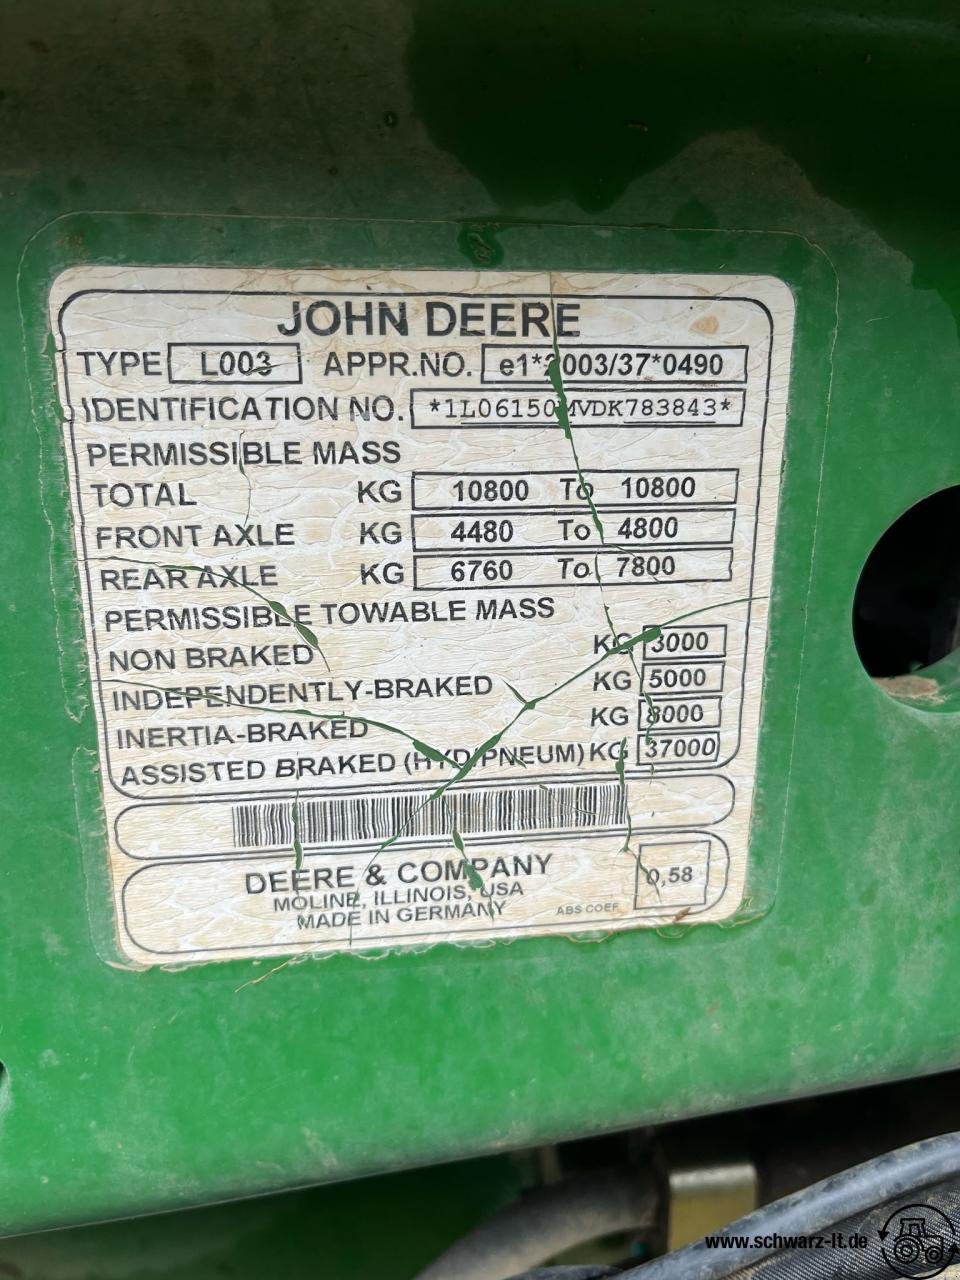 JOHN DEERE
TYPE L003 APPR.NO. e1*2003/37*0490
IDENTIFICATION NO. *1L06150MVDK783843*
PERMISSIBLE MASS
TOTAL KG 10800 To 10800
FRONT AXLE KG 4480 To 4800
REAR AXLE KG 6760 To 7800
PERMISSIBLE TOWABLE MASS
NON BRAKED KG 3000
INDEPENDENTLY-BRAKED KG 5000
INERTIA-BRAKED KG 8000
ASSISTED BRAKED (HYD/PNEUM) KG 37000
DEERE & COMPANY
MOLINE, ILLINOIS, USA
MADE IN GERMANY
ABS COEF. 0,58
www.schwarz-lt.de